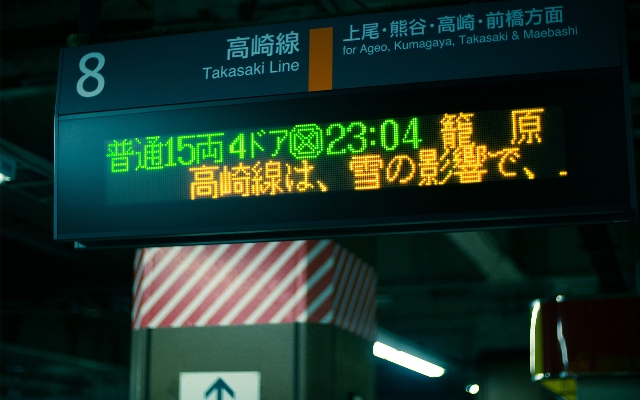 8
高崎線
Takasaki Line
上尾・熊谷・高崎・前橋方面
for Ageo, Kumagaya, Takasaki & Maebashi
普通15両 4ドア 23:04 籠 原
高崎線は、雪の影響で、